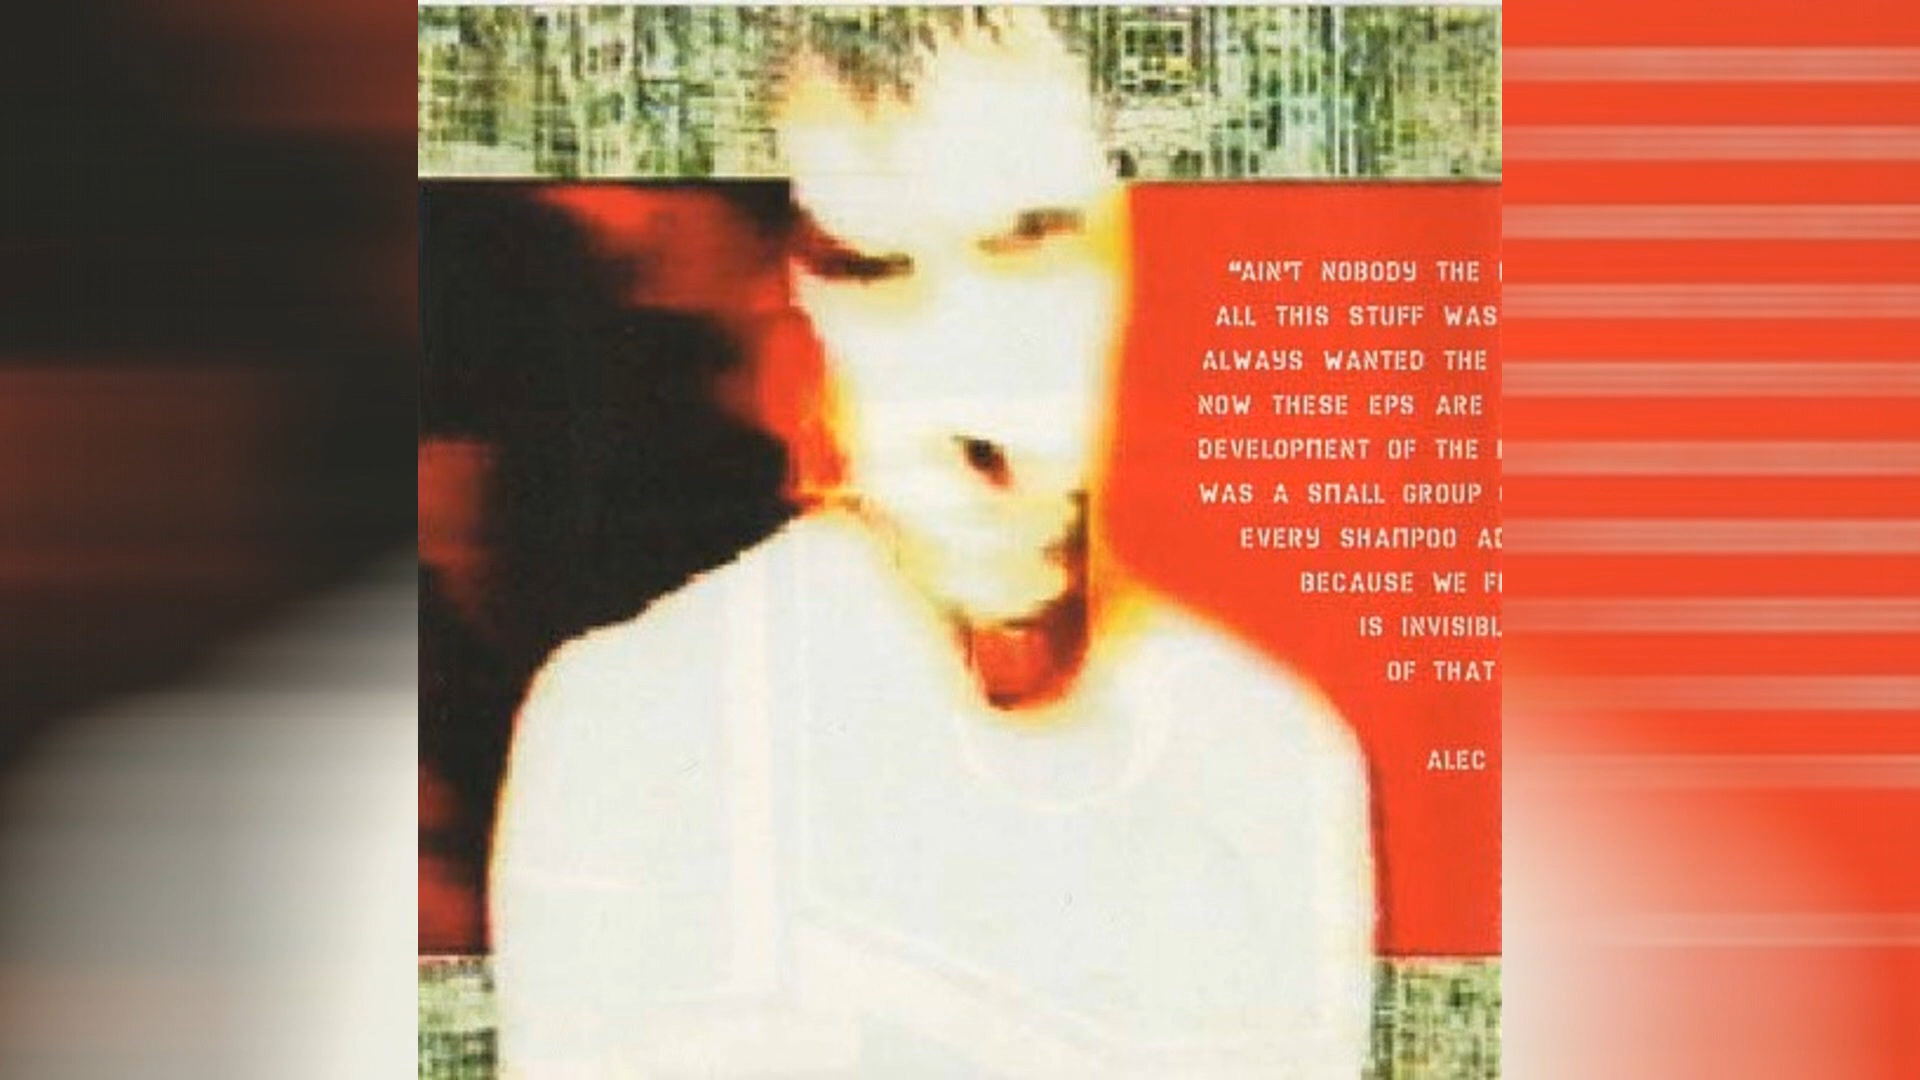 “AIN'T NOBODY THE
ALL THIS STUFF WAS
ALWAYS WANTED THE
NOW THESE EPS ARE
DEVELOPMENT OF THE
WAS A SMALL GROUP
EVERY SHAMPOO
BECAUSE WE
IS
OF THAT
ALEC